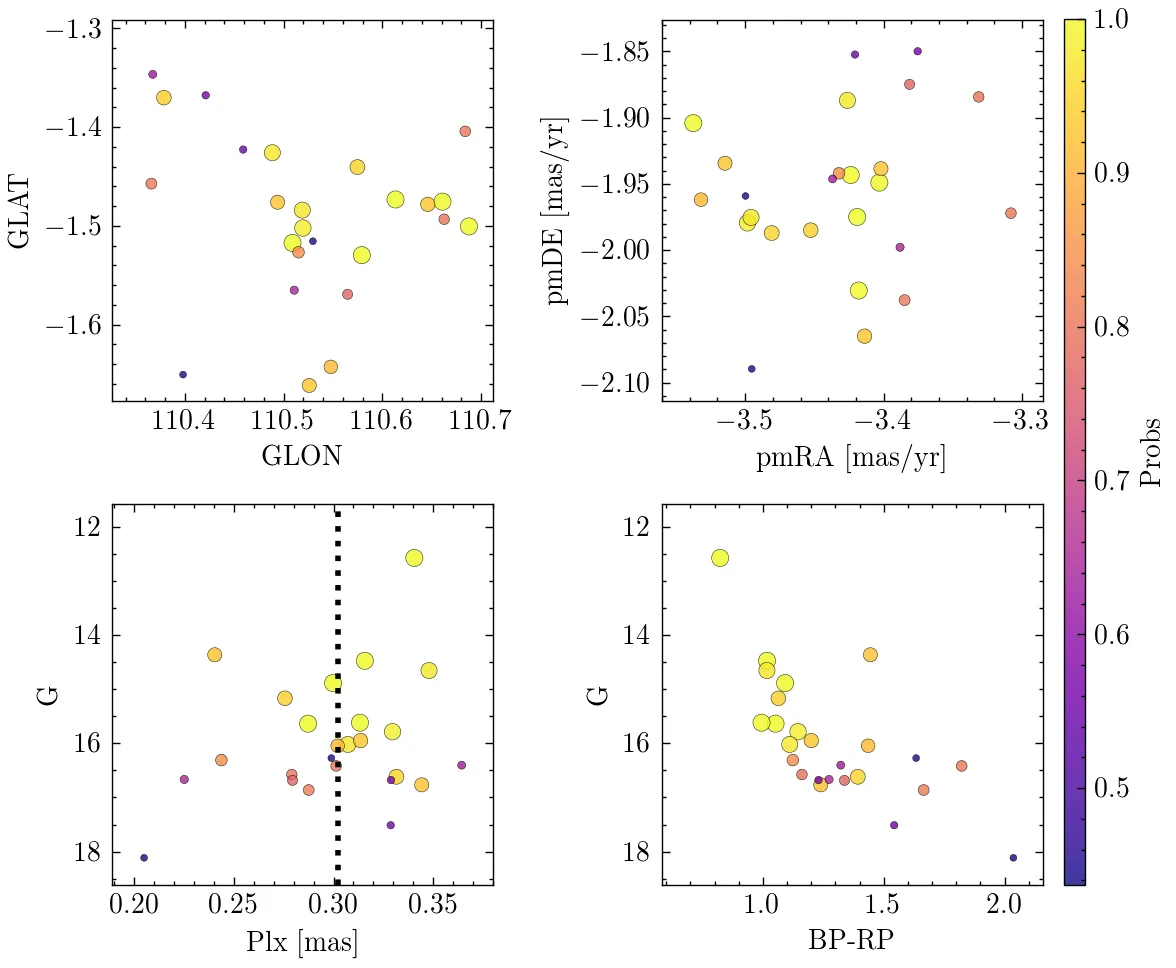 −1.3
−1.4
−1.5
−1.6
GLAT
110.4 110.5 110.6 110.7
GLON
−1.85
−1.90
−1.95
−2.00
−2.05
−2.10
pmDE [mas/yr]
−3.5 −3.4 −3.3
pmRA [mas/yr]
12
14
16
18
G
0.20 0.25 0.30 0.35
Plx [mas]
12
14
16
18
G
1.0 1.5 2.0
BP-RP
1.0
0.9
0.8
0.7
0.6
0.5
Probs